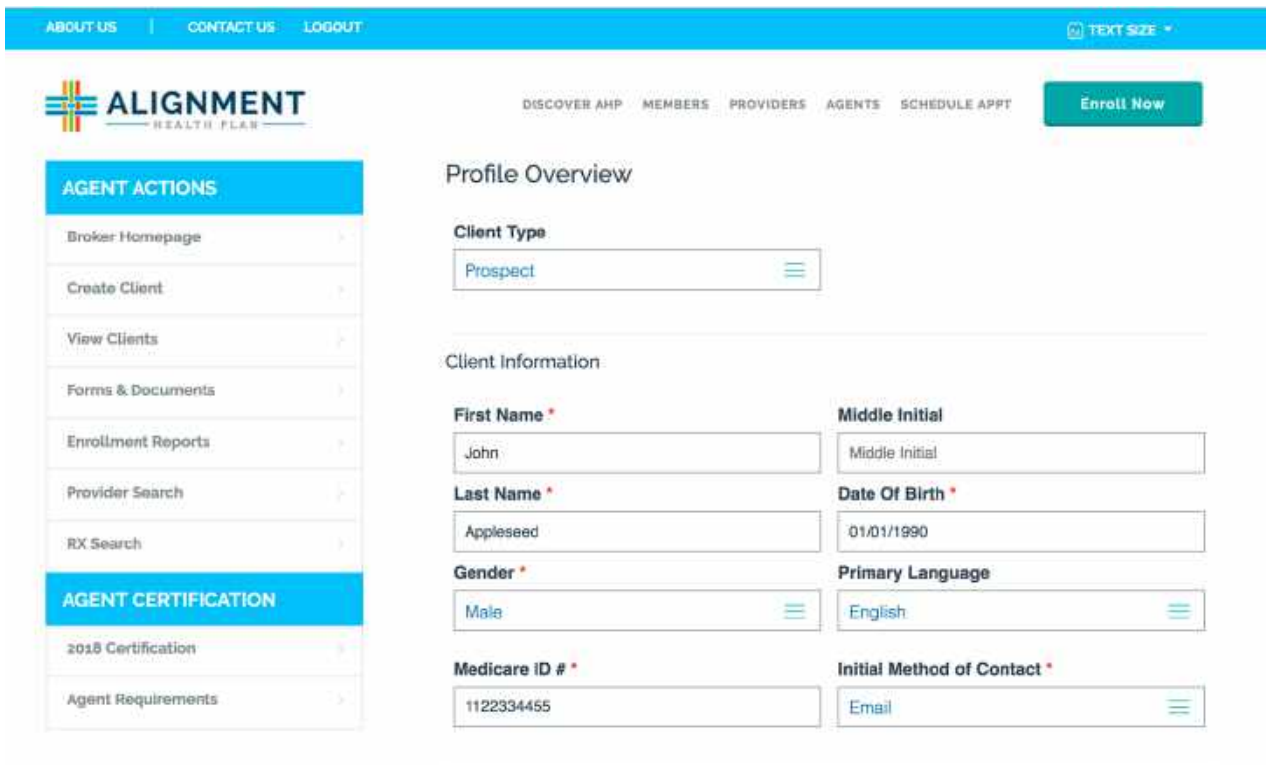 ABOUT US | CONTACT US LOGOUT TEXT SIZE
ALIGNMENT
HEALTH PLAN
DISCOVER AHP MEMBERS PROVIDERS AGENTS SCHEDULE APPT Enroll Now
AGENT ACTIONS
Broker Homepage
Create Client
View Clients
Forms & Documents
Enrollment Reports
Provider Search
RX Search
AGENT CERTIFICATION
2018 Certification
Agent Requirements
Profile Overview
Client Type
Prospect
Client Information
First Name * Middle Initial
John Middle Initial
Last Name * Date Of Birth *
Appleseed 01/01/1990
Gender * Primary Language
Male English
Medicare ID # * Initial Method of Contact *
1122334455 Email